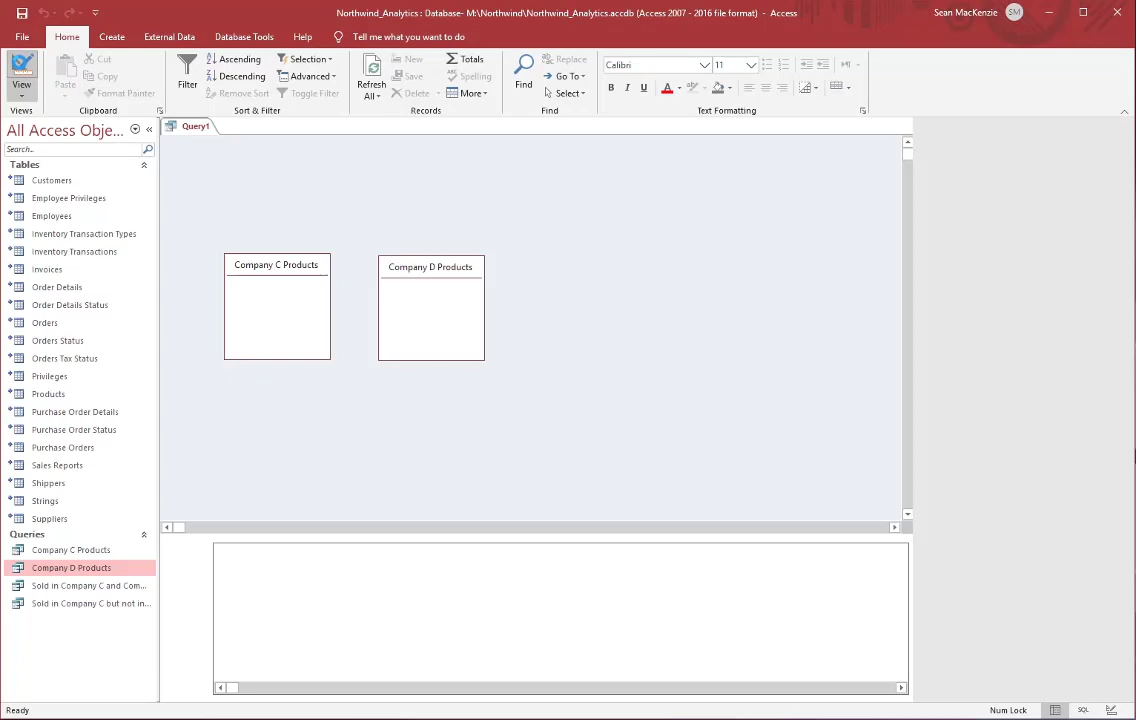 Northwind_Analytics : Database- M:\Northwind\Northwind_Analytics.accdb (Access 2007 - 2016 file format) - Access
Sean MacKenzie
SM
File
Home
Create
External Data
Database Tools
Help
Tell me what you want to do
View
Views
Paste
Cut
Copy
Format Painter
Clipboard
Filter
Ascending
Descending
Remove Sort
Selection
Advanced
Toggle Filter
Sort & Filter
Refresh
All
New
Save
Delete
Totals
Spelling
More
Records
Find
Replace
Go To
Select
Find
Calibri
11
B
I
U
A
Text Formatting
All Access Obje...
Search...
Tables
Customers
Employee Privileges
Employees
Inventory Transaction Types
Inventory Transactions
Invoices
Order Details
Order Details Status
Orders
Orders Status
Orders Tax Status
Privileges
Products
Purchase Order Details
Purchase Order Status
Purchase Orders
Sales Reports
Shippers
Strings
Suppliers
Queries
Company C Products
Company D Products
Sold in Company C and Com...
Sold in Company C but not in...
Query1
Company C Products
Company D Products
Ready
Num Lock
SQL